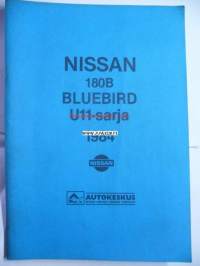 NISSAN
180B
BLUEBIRD
U11-sarja
1984
NISSAN
AUTOKESKUS